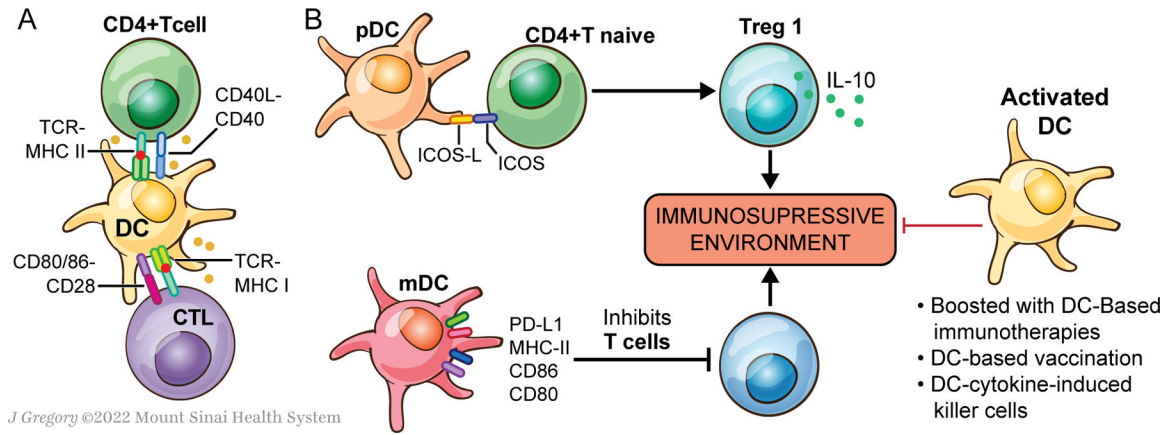 A
CD4+Tcell
CD40L-
CD40
TCR-
MHC II
DC
CD80/86-
CD28
TCR-
MHC I
CTL
B
pDC
CD4+T naive
ICOS-L
ICOS
Treg 1
IL-10
IMMUNOSUPRESSIVE
ENVIRONMENT
mDC
PD-L1
MHC-II
CD86
CD80
Inhibits
T cells
Activated
DC
• Boosted with DC-Based
immunotherapies
• DC-based vaccination
• DC-cytokine-induced
killer cells
J Gregory ©2022 Mount Sinai Health System